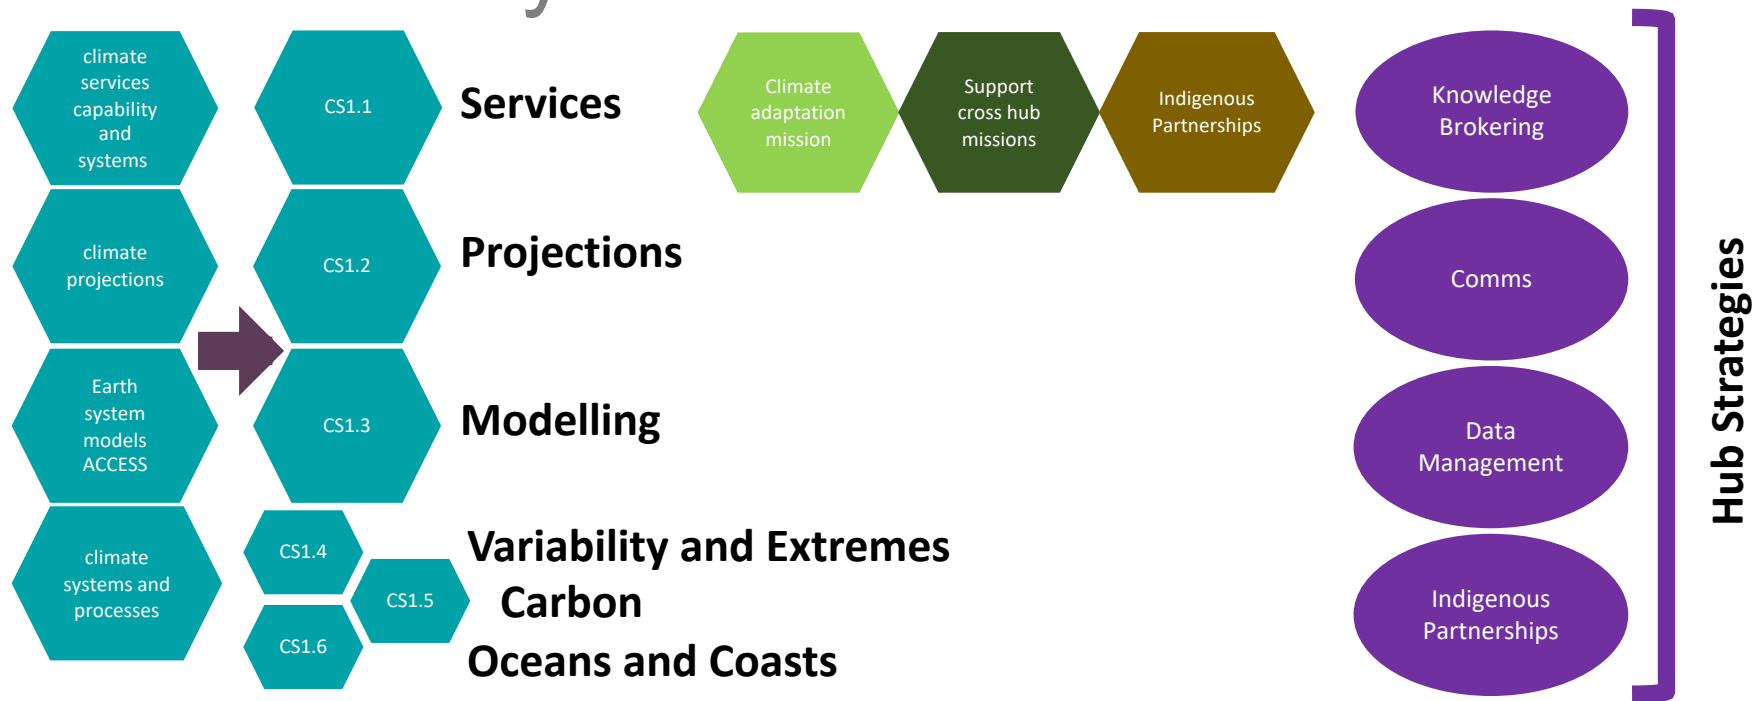 climate
services
capability
and
systems
climate
projections
Earth
system
models
ACCESS
climate
systems and
processes
CS1.1
CS1.2
CS1.3
CS1.4
CS1.5
CS1.6
Services
Projections
Modelling
Variability and Extremes
Carbon
Oceans and Coasts
Climate
adaptation
mission
Support
cross hub
missions
Indigenous
Partnerships
Knowledge
Brokering
Comms
Data
Management
Indigenous
Partnerships
Hub Strategies